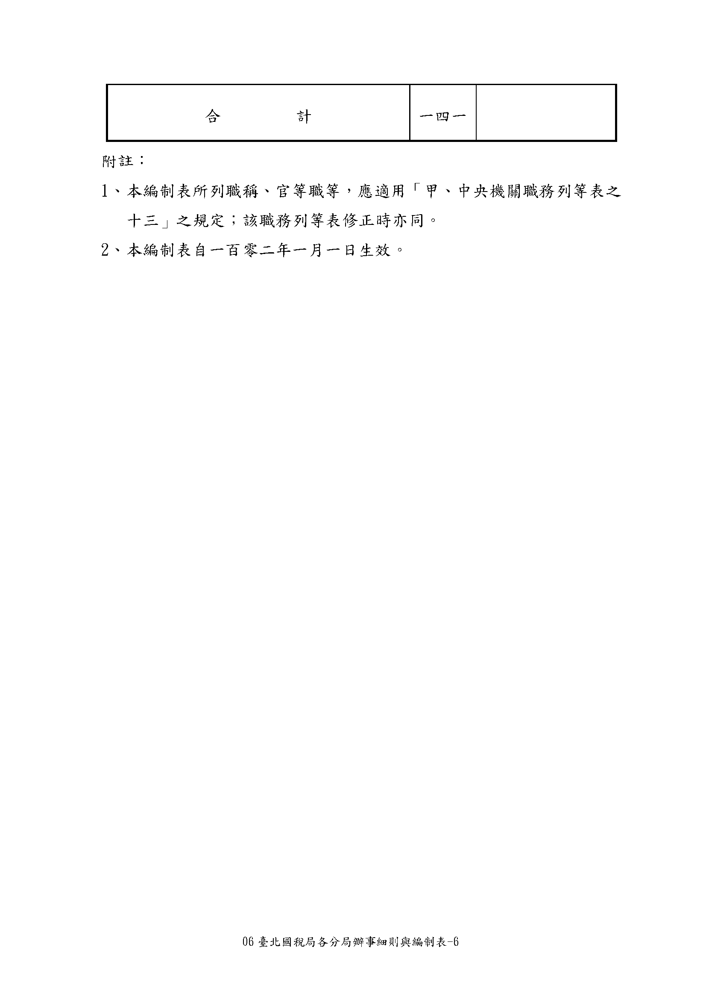 合 計 一四一
附註：
1、本編制表所列職稱、官等職等，應適用「甲、中央機關職務列等表之
十三」之規定；該職務列等表修正時亦同。
2、本編制表自一百零二年一月一日生效。
06 臺北國稅局各分局辦事細則與編制表-6